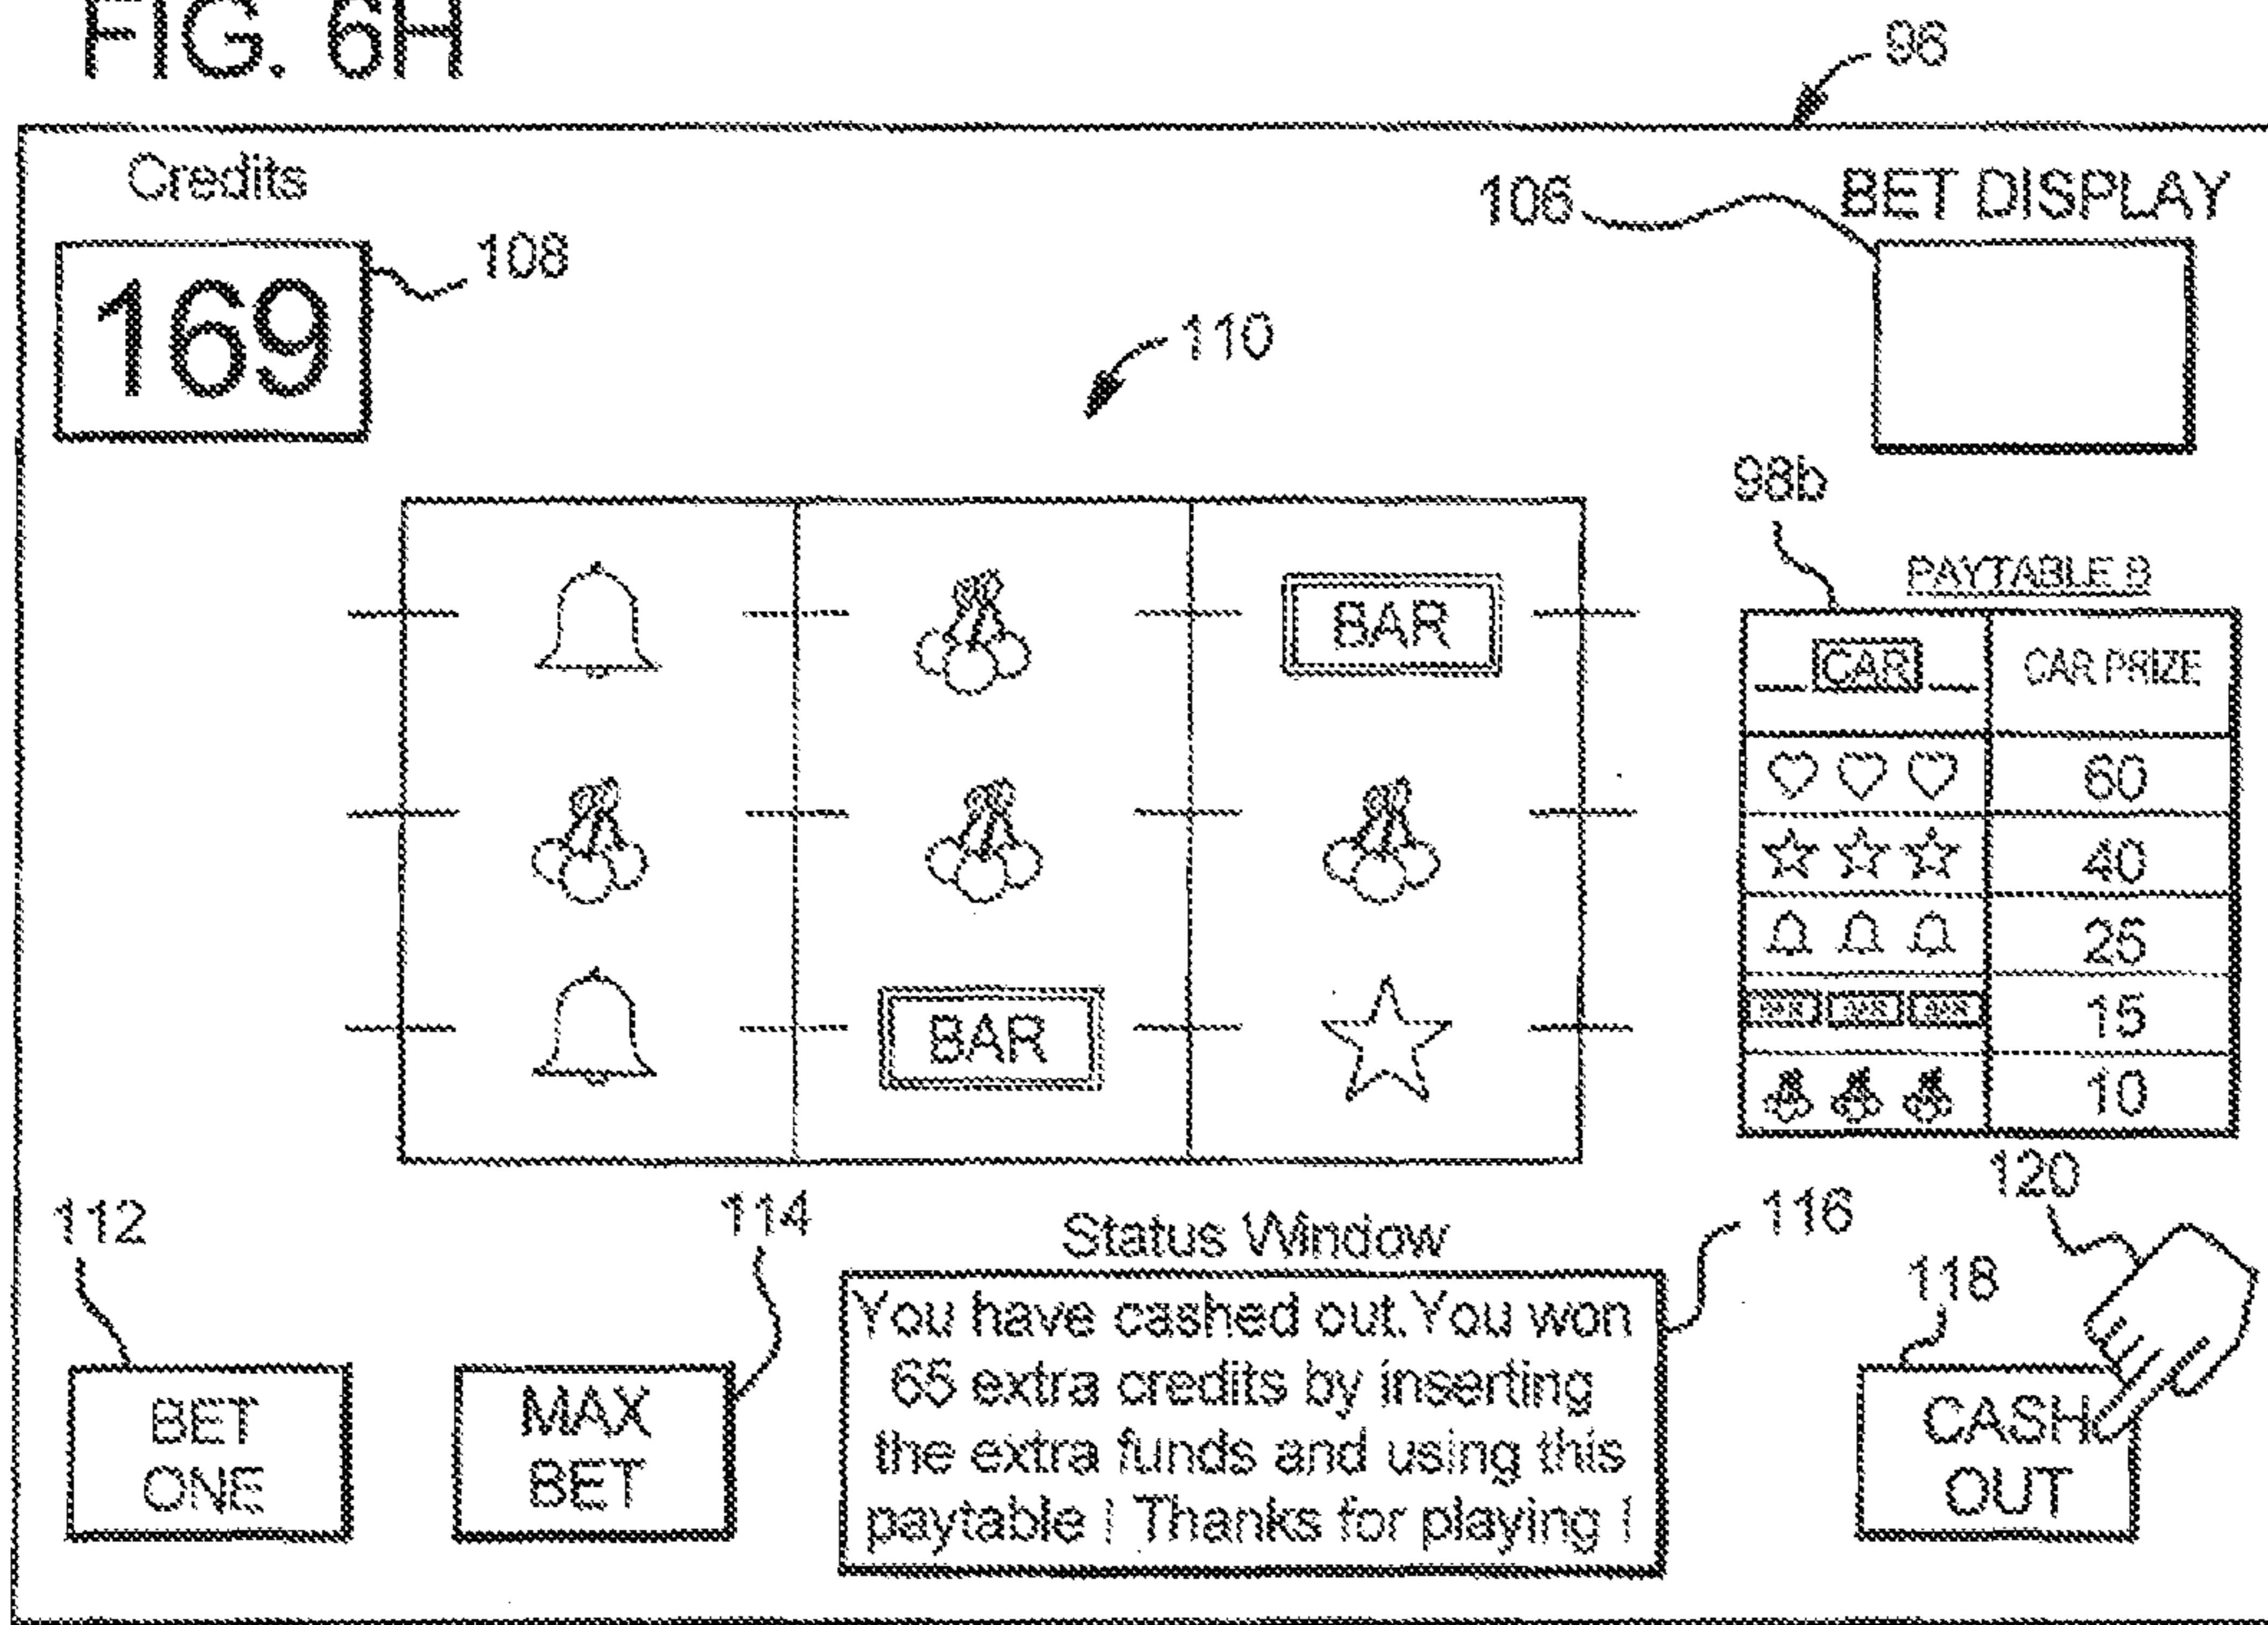 FIG. 6H
96
Credits
106
BET DISPLAY
169
108
110
98b
PAYTABLE B
BAR
CAR
CAR PRIZE
60
40
25
BAR
BAR BAR BAR
15
10
112
114
Status Window
116
120
118
BET
ONE
MAX
BET
You have cashed out. You won
65 extra credits by inserting
the extra funds and using this
paytable ! Thanks for playing !
CASH
OUT